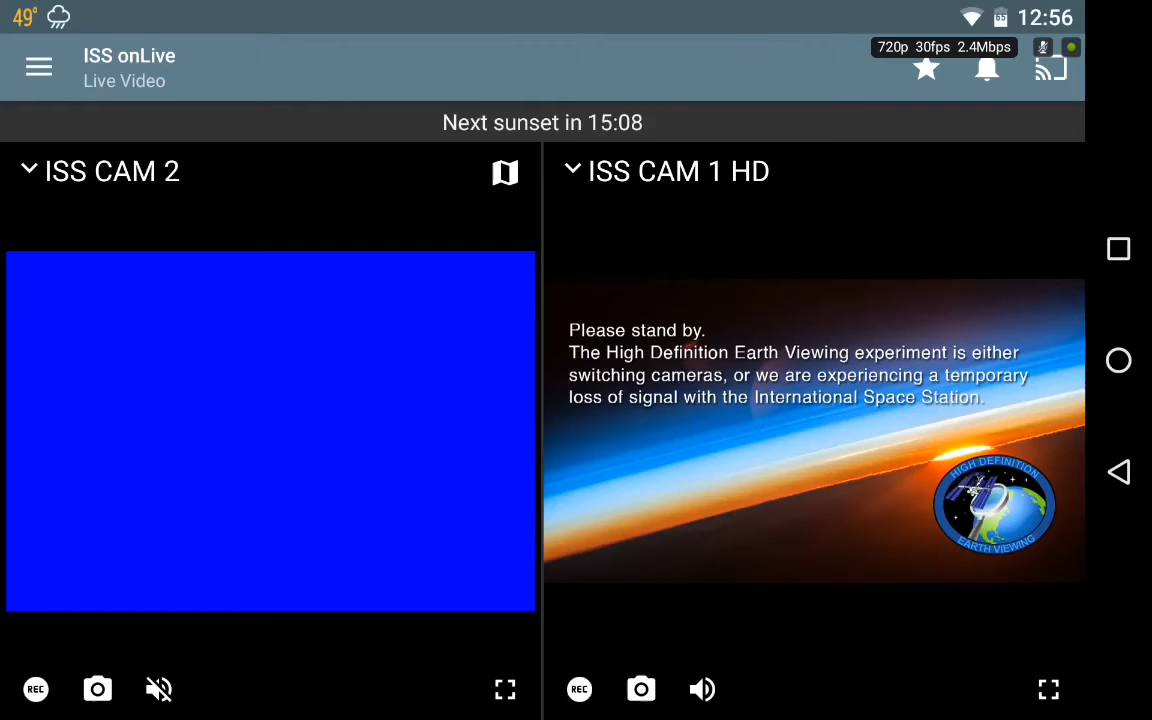 49°
65
12:56
ISS onLive
Live Video
720p 30fps 2.4Mbps
Next sunset in 15:08
ISS CAM 2
ISS CAM 1 HD
Please stand by.
The High Definition Earth Viewing experiment is either
switching cameras, or we are experiencing a temporary
loss of signal with the International Space Station.
HIGH DEFINITION
EARTH VIEWING
REC
REC